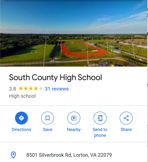 South County High School
3.8 ★★★★★ 31 reviews
High school
Directions
Save
Nearby
Send to
phone
Share
8501 Silverbrook Rd, Lorton, VA 22079